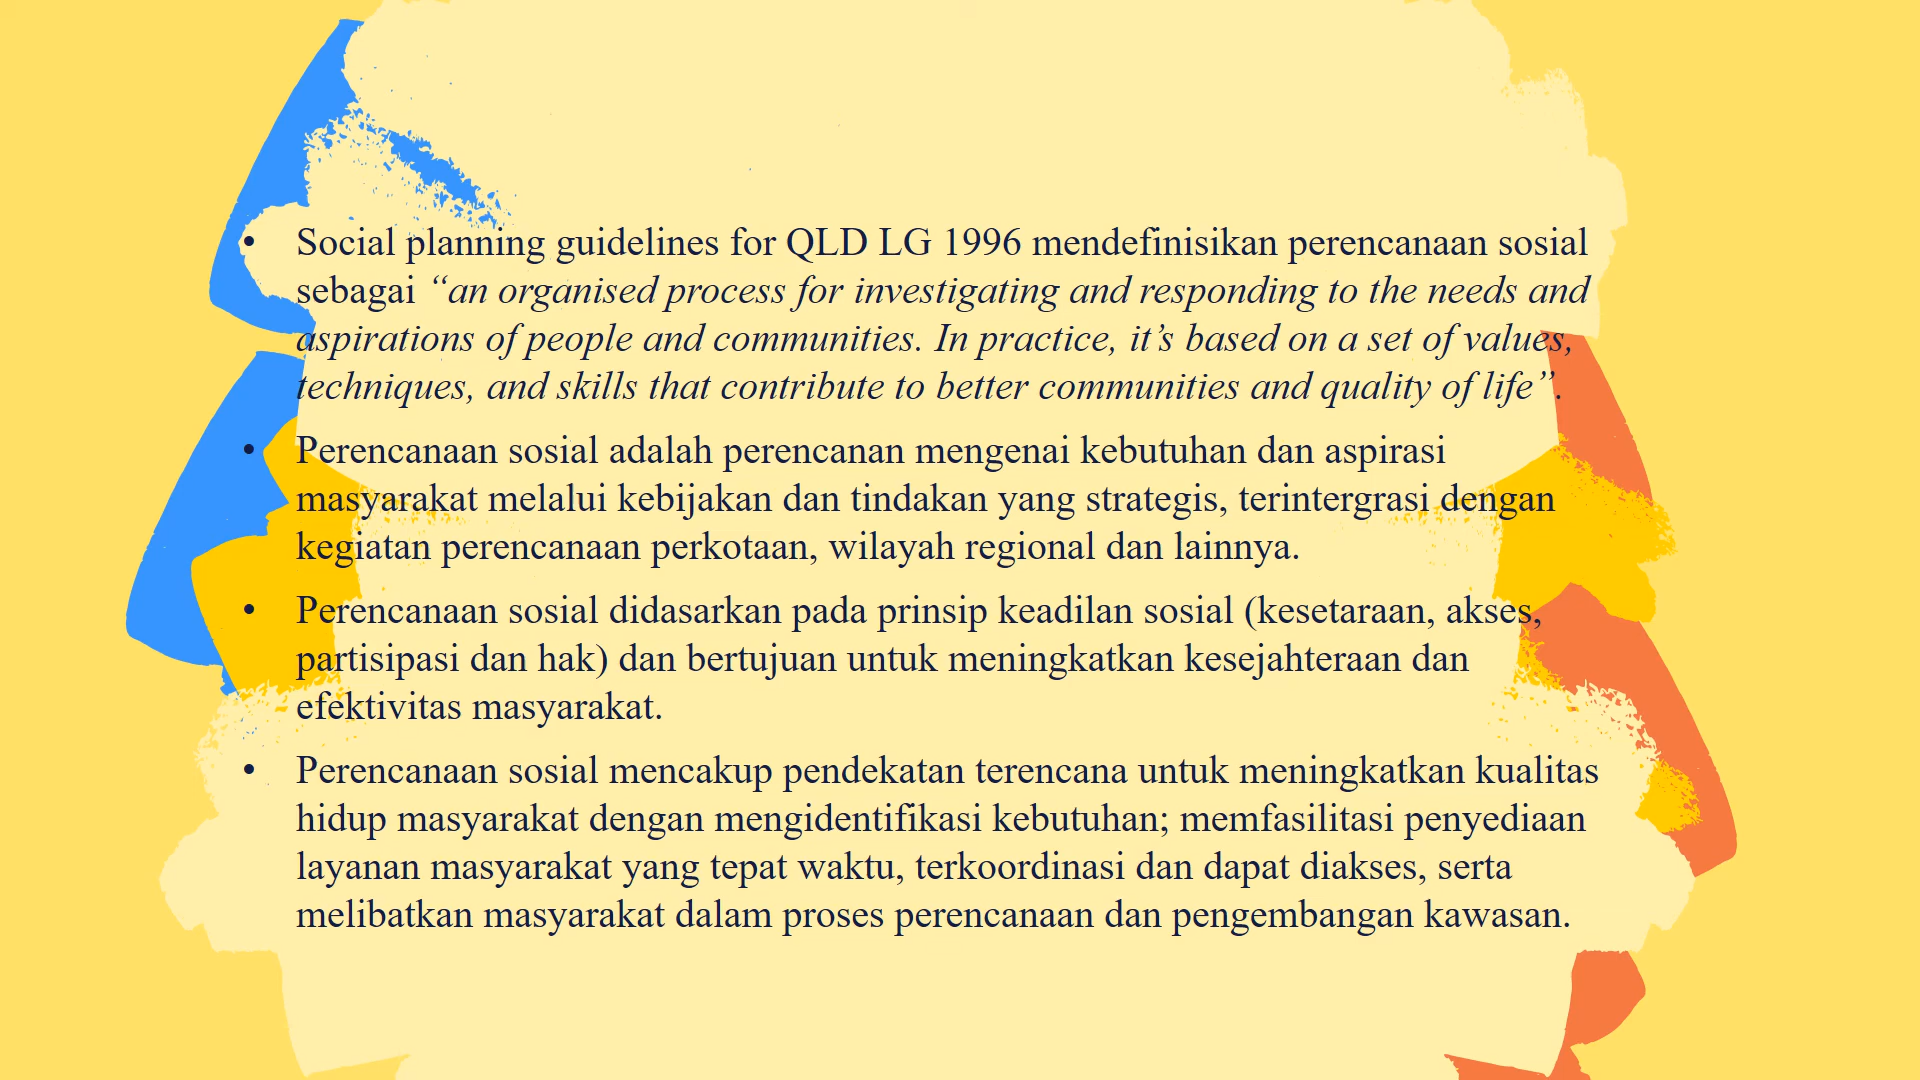 • Social planning guidelines for QLD LG 1996 mendefinisikan perencanaan sosial
sebagai “an organised process for investigating and responding to the needs and
aspirations of people and communities. In practice, it’s based on a set of values,
techniques, and skills that contribute to better communities and quality of life”.
• Perencanaan sosial adalah perencanan mengenai kebutuhan dan aspirasi
masyarakat melalui kebijakan dan tindakan yang strategis, terintergrasi dengan
kegiatan perencanaan perkotaan, wilayah regional dan lainnya.
• Perencanaan sosial didasarkan pada prinsip keadilan sosial (kesetaraan, akses,
partisipasi dan hak) dan bertujuan untuk meningkatkan kesejahteraan dan
efektivitas masyarakat.
• Perencanaan sosial mencakup pendekatan terencana untuk meningkatkan kualitas
hidup masyarakat dengan mengidentifikasi kebutuhan; memfasilitasi penyediaan
layanan masyarakat yang tepat waktu, terkoordinasi dan dapat diakses, serta
melibatkan masyarakat dalam proses perencanaan dan pengembangan kawasan.